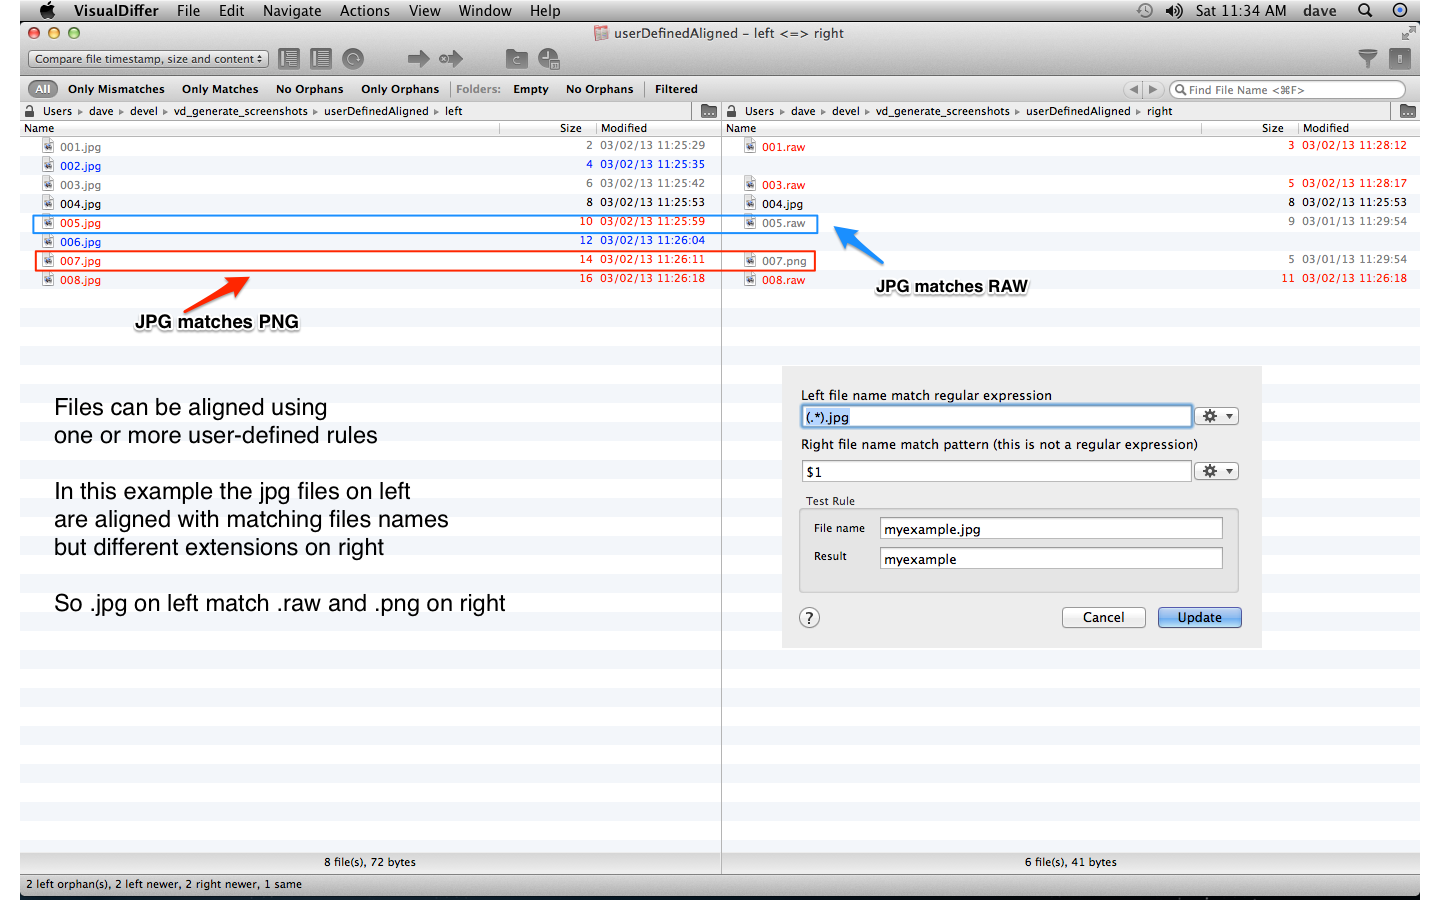 VisualDiffer File Edit Navigate Actions View Window Help Sat 11:34 AM dave
userDefinedAligned - left <=> right
Compare file timestamp, size and content
All Only Mismatches Only Matches No Orphans Only Orphans Folders: Empty No Orphans Filtered Find File Name <⌘F>
Users ▸ dave ▸ devel ▸ vd_generate_screenshots ▸ userDefinedAligned ▸ left
Users ▸ dave ▸ devel ▸ vd_generate_screenshots ▸ userDefinedAligned ▸ right
Name Size Modified
Name Size Modified
001.jpg 2 03/02/13 11:25:29
001.raw 3 03/02/13 11:28:12
002.jpg 4 03/02/13 11:25:35
003.jpg 6 03/02/13 11:25:42
003.raw 5 03/02/13 11:28:17
004.jpg 8 03/02/13 11:25:53
004.jpg 8 03/02/13 11:25:53
005.jpg 10 03/02/13 11:25:59
005.raw 9 03/01/13 11:29:54
006.jpg 12 03/02/13 11:26:04
007.jpg 14 03/02/13 11:26:11
007.png 5 03/01/13 11:29:54
008.jpg 16 03/02/13 11:26:18
008.raw 11 03/02/13 11:26:18
JPG matches RAW
JPG matches PNG
Files can be aligned using
one or more user-defined rules
In this example the jpg files on left
are aligned with matching files names
but different extensions on right
So .jpg on left match .raw and .png on right
Left file name match regular expression
(.*).jpg
Right file name match pattern (this is not a regular expression)
$1
Test Rule
File name myexample.jpg
Result myexample
? Cancel Update
8 file(s), 72 bytes
6 file(s), 41 bytes
2 left orphan(s), 2 left newer, 2 right newer, 1 same